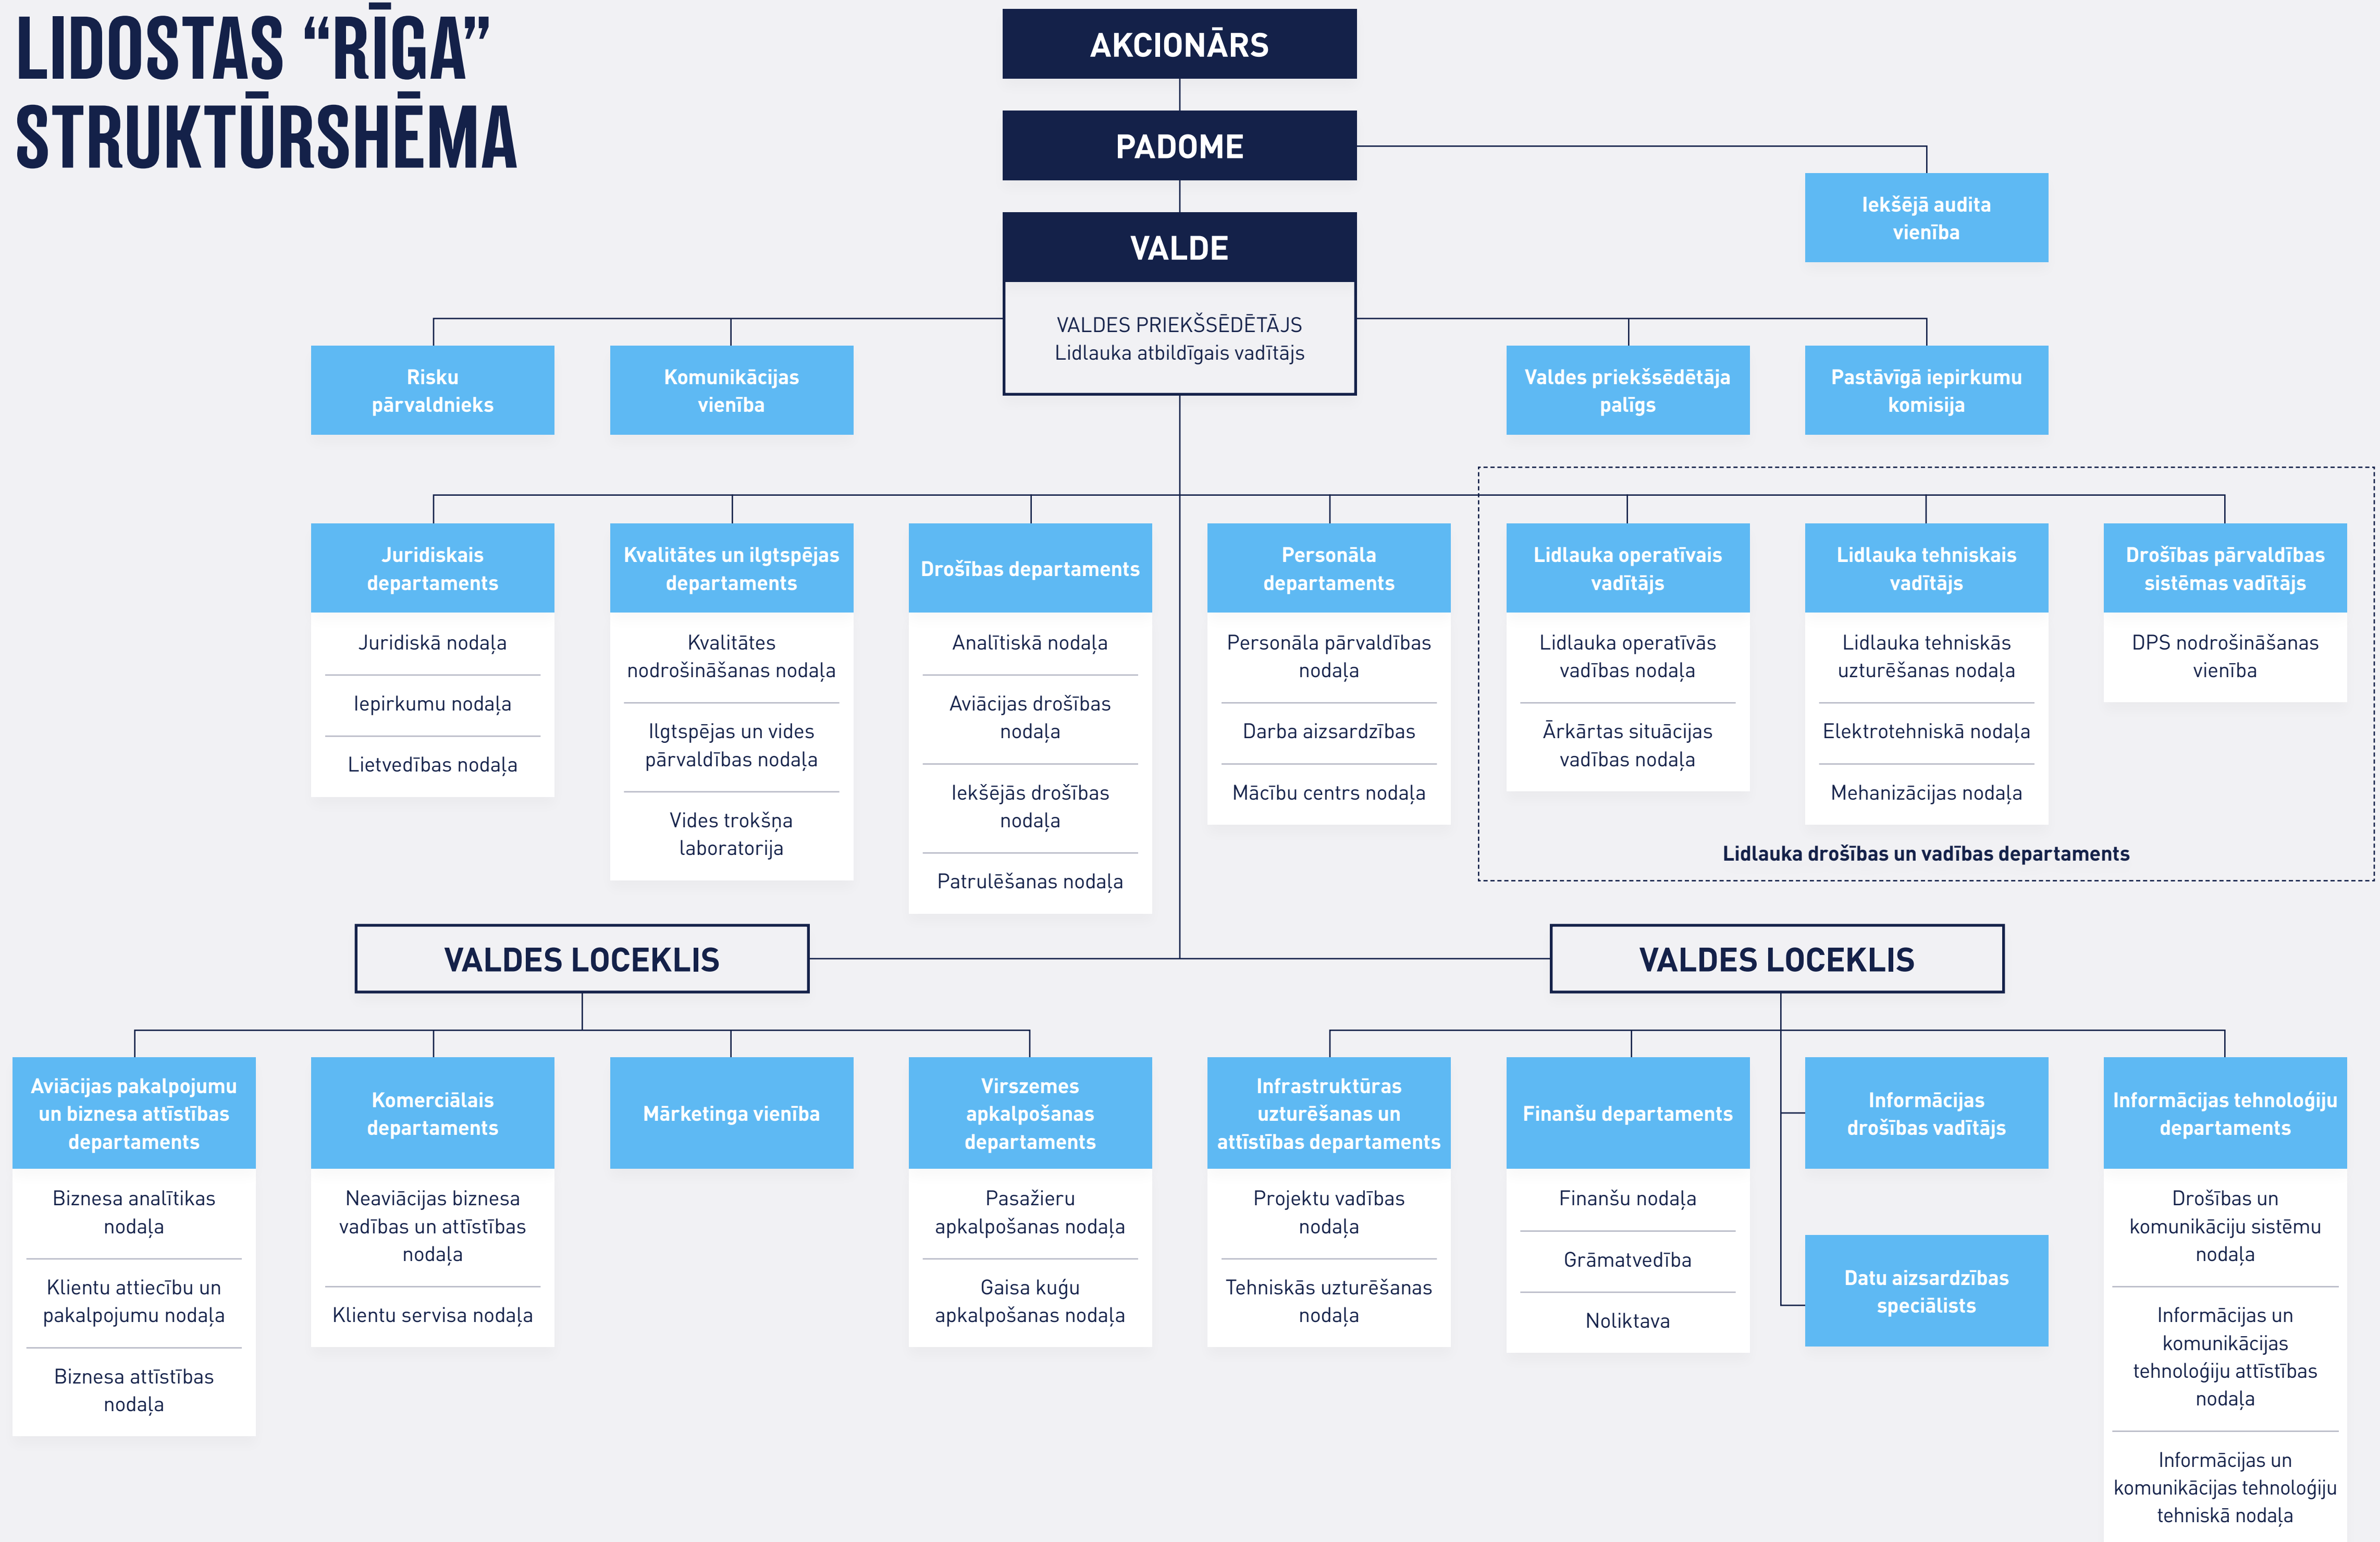 LIDOSTAS “RĪGA”
STRUKTŪRSHĒMA
AKCIONĀRS
PADOME
Iekšējā audita
vienība
VALDE
VALDES PRIEKŠSĒDĒTĀJS
Lidlauka atbildīgais vadītājs
Risku
pārvaldnieks
Komunikācijas
vienība
Valdes priekšsēdētāja
palīgs
Pastāvīgā iepirkumu
komisija
Juridiskais
departaments
Juridiskā nodaļa
Iepirkumu nodaļa
Lietvedības nodaļa
Kvalitātes un ilgtspējas
departaments
Kvalitātes
nodrošināšanas nodaļa
Ilgtspējas un vides
pārvaldības nodaļa
Vides trokšņa
laboratorija
Drošības departaments
Analītiskā nodaļa
Aviācijas drošības
nodaļa
Iekšējās drošības
nodaļa
Patrulēšanas nodaļa
Personāla
departaments
Personāla pārvaldības
nodaļa
Darba aizsardzības
Mācību centrs nodaļa
Lidlauka operatīvais
vadītājs
Lidlauka operatīvās
vadības nodaļa
Ārkārtas situācijas
vadības nodaļa
Lidlauka tehniskais
vadītājs
Lidlauka tehniskās
uzturēšanas nodaļa
Elektrotehniskā nodaļa
Mehanizācijas nodaļa
Drošības pārvaldības
sistēmas vadītājs
DPS nodrošināšanas
vienība
Lidlauka drošības un vadības departaments
VALDES LOCEKLIS
VALDES LOCEKLIS
Aviācijas pakalpojumu
un biznesa attīstības
departaments
Biznesa analītikas
nodaļa
Klientu attiecību un
pakalpojumu nodaļa
Biznesa attīstības
nodaļa
Komerciālais
departaments
Neaviācijas biznesa
vadības un attīstības
nodaļa
Klientu servisa nodaļa
Mārketinga vienība
Virszemes
apkalpošanas
departaments
Pasažieru
apkalpošanas nodaļa
Gaisa kuģu
apkalpošanas nodaļa
Infrastruktūras
uzturēšanas un
attīstības departaments
Projektu vadības
nodaļa
Tehniskās uzturēšanas
nodaļa
Finanšu departaments
Finanšu nodaļa
Grāmatvedība
Noliktava
Informācijas
drošības vadītājs
Datu aizsardzības
speciālists
Informācijas tehnoloģiju
departaments
Drošības un
komunikāciju sistēmu
nodaļa
Informācijas un
komunikācijas
tehnoloģiju attīstības
nodaļa
Informācijas un
komunikācijas tehnoloģiju
tehniskā nodaļa